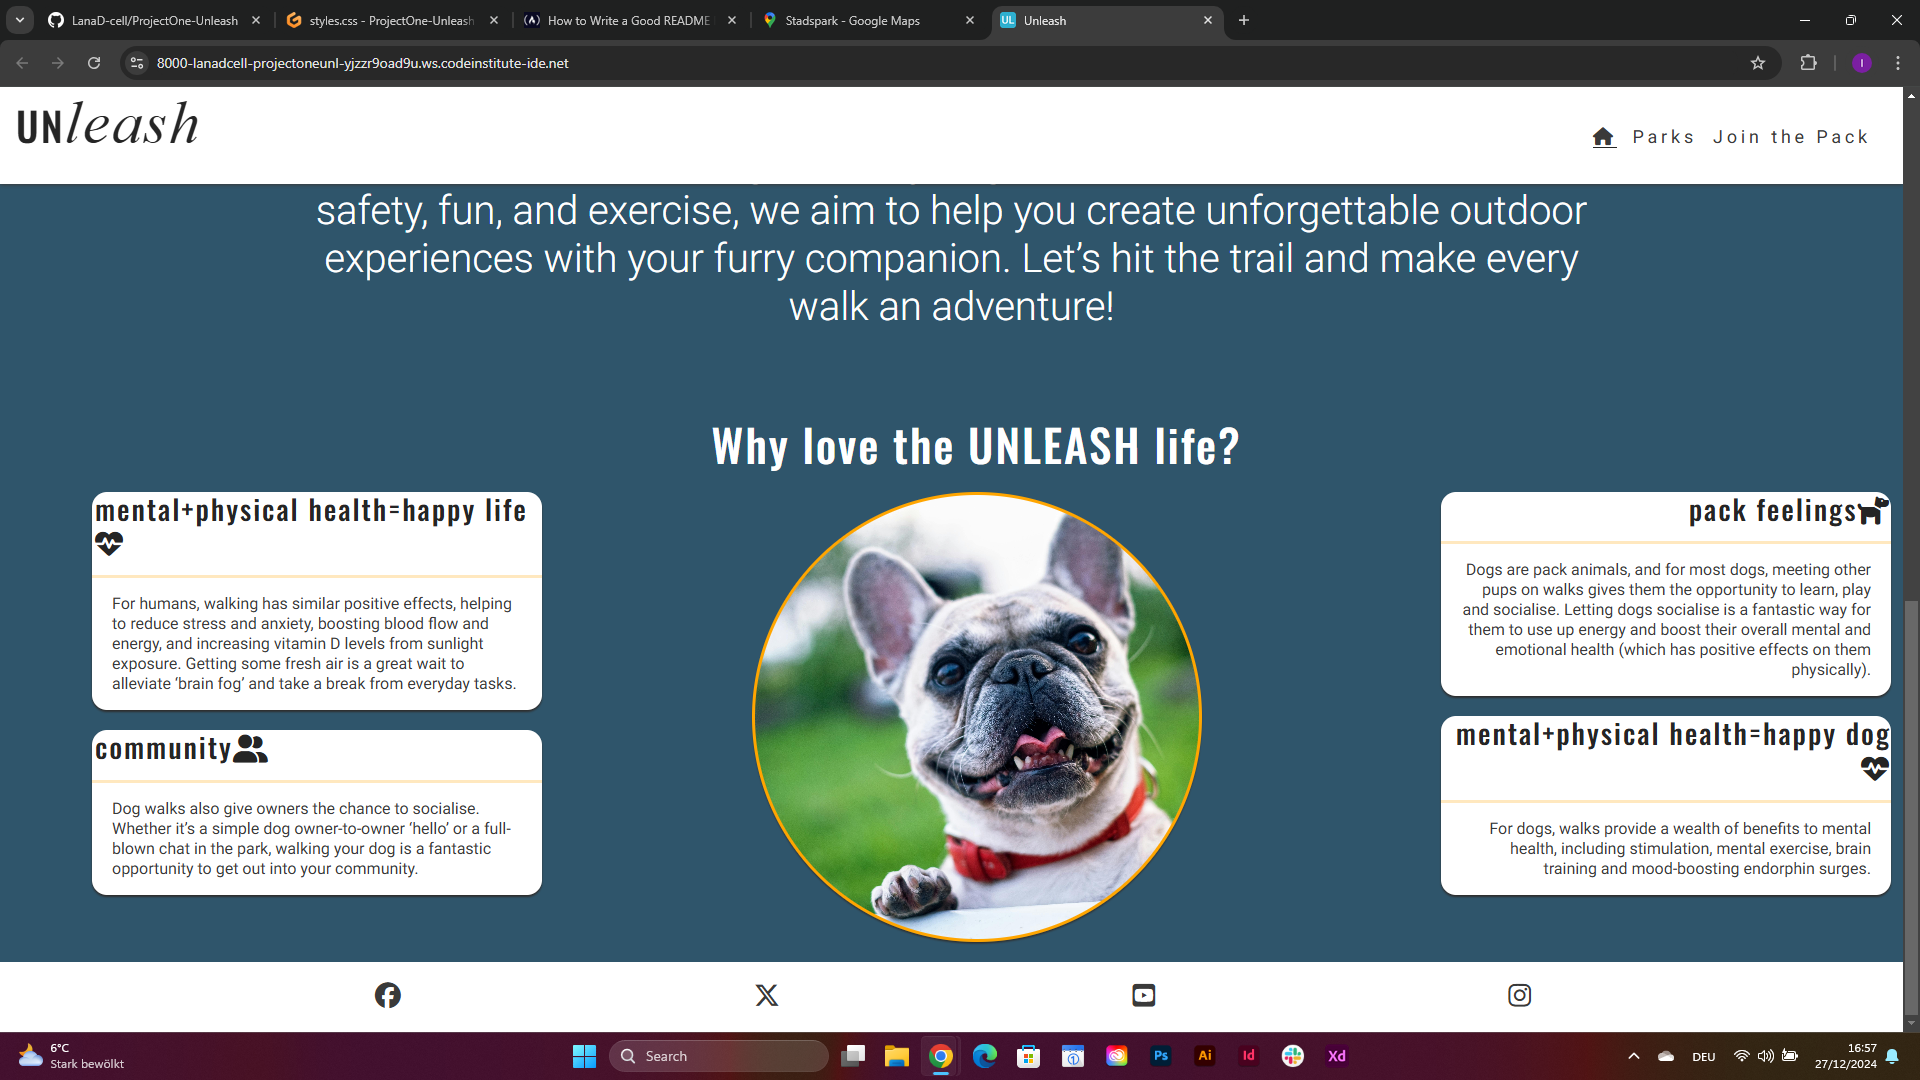 LanaD-cell/ProjectOne-Unleash
styles.css - ProjectOne-Unleash
How to Write a Good README
Stadspark - Google Maps
UL Unleash
8000-lanadcell-projectoneunl-yjzzr9oad9u.ws.codeinstitute-ide.net
I
UNleash
Parks
Join the Pack
safety, fun, and exercise, we aim to help you create unforgettable outdoor
experiences with your furry companion. Let’s hit the trail and make every
walk an adventure!
Why love the UNLEASH life?
mental+physical health=happy life
For humans, walking has similar positive effects, helping
to reduce stress and anxiety, boosting blood flow and
energy, and increasing vitamin D levels from sunlight
exposure. Getting some fresh air is a great wait to
alleviate ‘brain fog’ and take a break from everyday tasks.
community
Dog walks also give owners the chance to socialise.
Whether it’s a simple dog owner-to-owner ‘hello’ or a full-
blown chat in the park, walking your dog is a fantastic
opportunity to get out into your community.
pack feelings
Dogs are pack animals, and for most dogs, meeting other
pups on walks gives them the opportunity to learn, play
and socialise. Letting dogs socialise is a fantastic way for
them to use up energy and boost their overall mental and
emotional health (which has positive effects on them
physically).
mental+physical health=happy dog
For dogs, walks provide a wealth of benefits to mental
health, including stimulation, mental exercise, brain
training and mood-boosting endorphin surges.
6°C
Stark bewölkt
Search
Ps
Ai
Id
Xd
DEU
16:57
27/12/2024